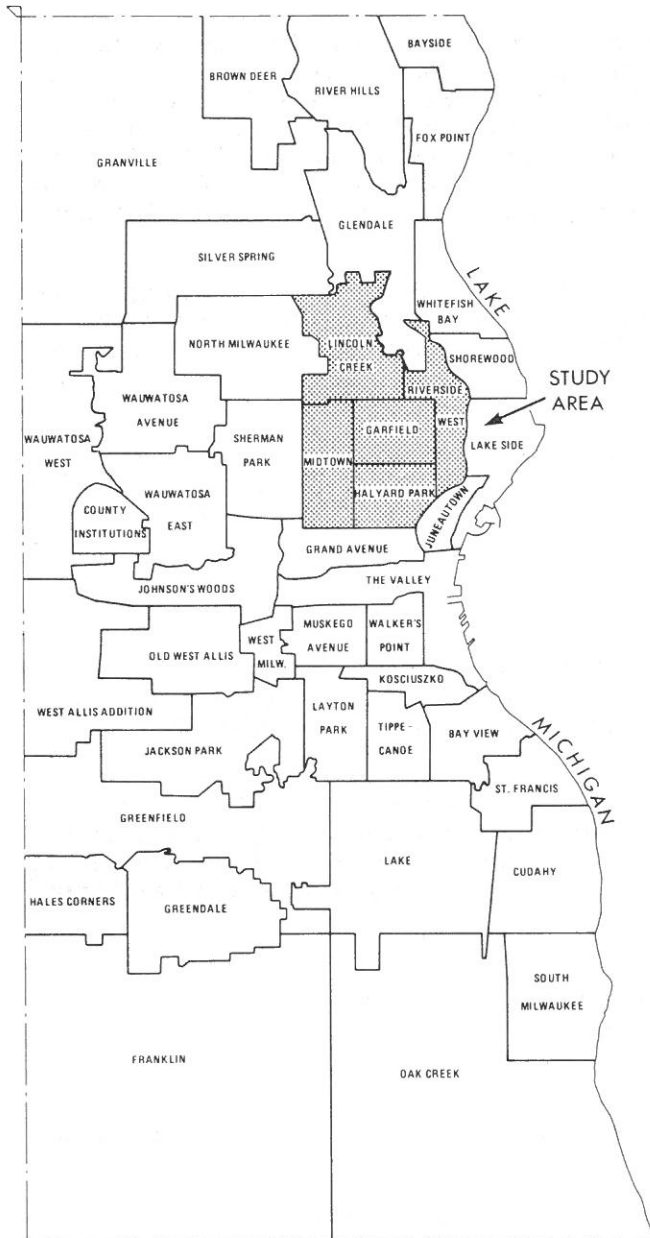 BAYSIDE
BROWN DEER
RIVER HILLS
FOX POINT
GRANVILLE
GLENDALE
SILVER SPRING
LAKE
WHITEFISH
BAY
NORTH MILWAUKEE
LINCOLN
CREEK
SHOREWOOD
STUDY
AREA
RIVERSIDE
WEST
WAUWATOSA
AVENUE
WAUWATOSA
WEST
SHERMAN
PARK
GARFIELD
LAKE SIDE
MIDTOWN
HALYARD PARK
WAUWATOSA
EAST
COUNTY
INSTITUTIONS
JUNEAUTOWN
GRAND AVENUE
THE VALLEY
JOHNSON'S WOODS
MUSKEGO
AVENUE
WALKER'S
POINT
WEST
MILW.
OLD WEST ALLIS
KOSCIUSZKO
WEST ALLIS ADDITION
LAYTON
PARK
TIPPE-
CANOE
BAY VIEW
MICHIGAN
JACKSON PARK
ST. FRANCIS
GREENFIELD
LAKE
CUDAHY
HALES CORNERS
GREENDALE
SOUTH
MILWAUKEE
FRANKLIN
OAK CREEK